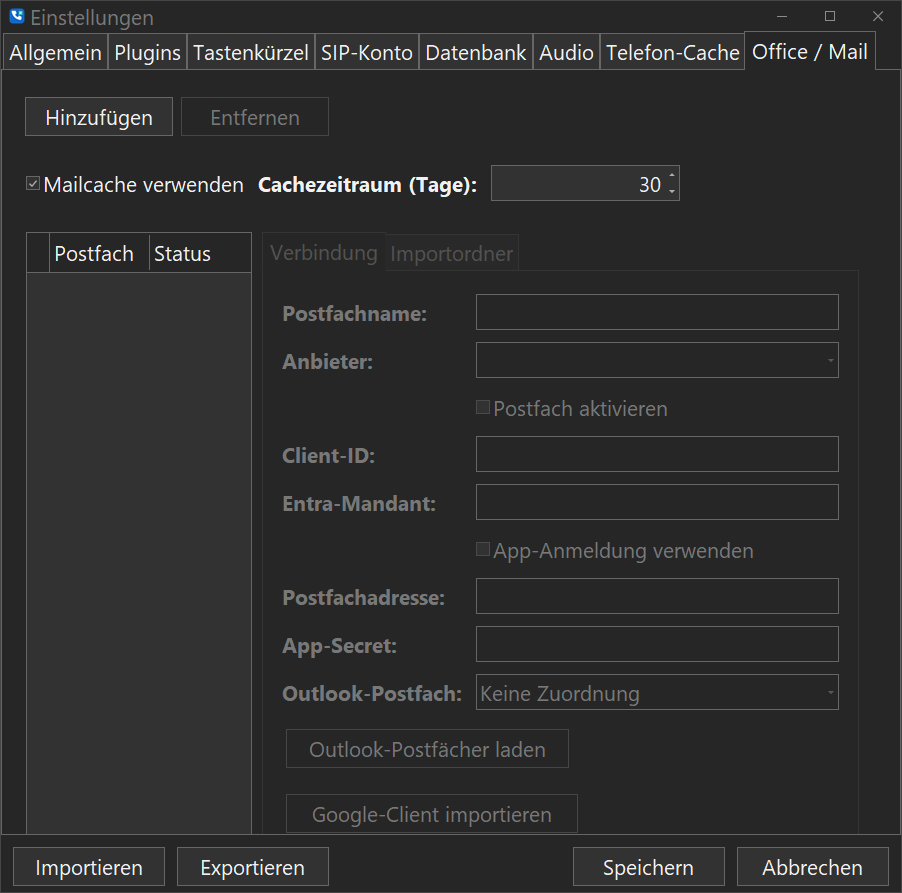 Einstellungen
Allgemein Plugins Tastenkürzel SIP-Konto Datenbank Audio Telefon-Cache Office / Mail
Hinzufügen Entfernen
Mailcache verwenden Cachezeitraum (Tage): 30
Postfach Status Verbindung Importordner
Postfachname:
Anbieter:
Postfach aktivieren
Client-ID:
Entra-Mandant:
App-Anmeldung verwenden
Postfachadresse:
App-Secret:
Outlook-Postfach: Keine Zuordnung
Outlook-Postfächer laden
Google-Client importieren
Importieren Exportieren Speichern Abbrechen